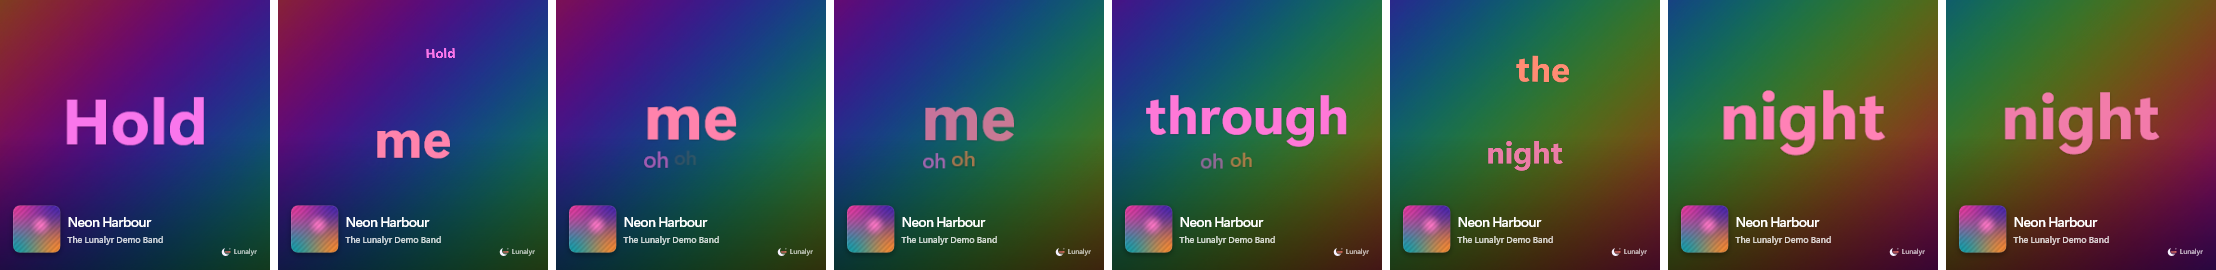 Hold
Neon Harbour
The Lunalyr Demo Band
Lunalyr
Hold
me
Neon Harbour
The Lunalyr Demo Band
Lunalyr
me
oh oh
Neon Harbour
The Lunalyr Demo Band
Lunalyr
me
oh oh
Neon Harbour
The Lunalyr Demo Band
Lunalyr
through
oh oh
Neon Harbour
The Lunalyr Demo Band
Lunalyr
the
night
Neon Harbour
The Lunalyr Demo Band
Lunalyr
night
Neon Harbour
The Lunalyr Demo Band
Lunalyr
night
Neon Harbour
The Lunalyr Demo Band
Lunalyr